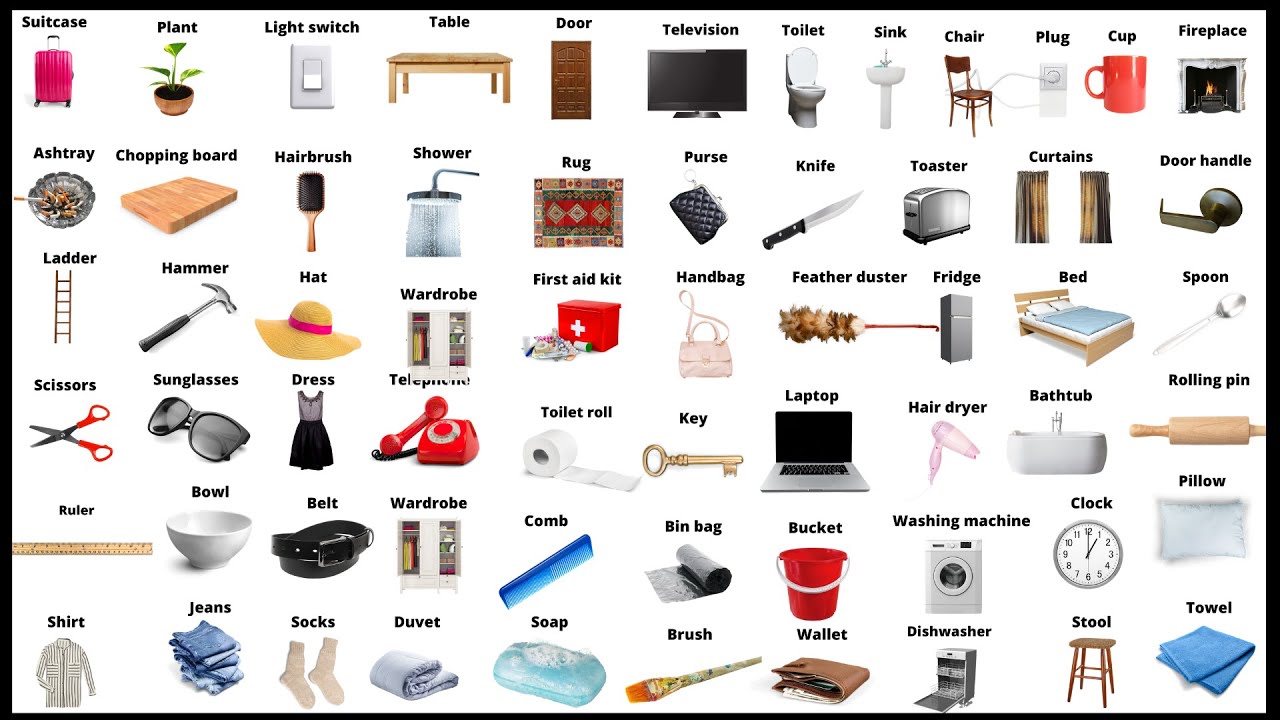 Suitcase
Plant
Light switch
Table
Door
Television
Toilet
Sink
Chair
Plug
Cup
Fireplace
Ashtray
Chopping board
Hairbrush
Shower
Rug
Purse
Knife
Toaster
Curtains
Door handle
Ladder
Hammer
Hat
Wardrobe
First aid kit
Handbag
Feather duster
Fridge
Bed
Spoon
Scissors
Sunglasses
Dress
Telephone
Toilet roll
Key
Laptop
Hair dryer
Bathtub
Rolling pin
Ruler
Bowl
Belt
Wardrobe
Comb
Bin bag
Bucket
Washing machine
Clock
Pillow
Shirt
Jeans
Socks
Duvet
Soap
Brush
Wallet
Dishwasher
Stool
Towel